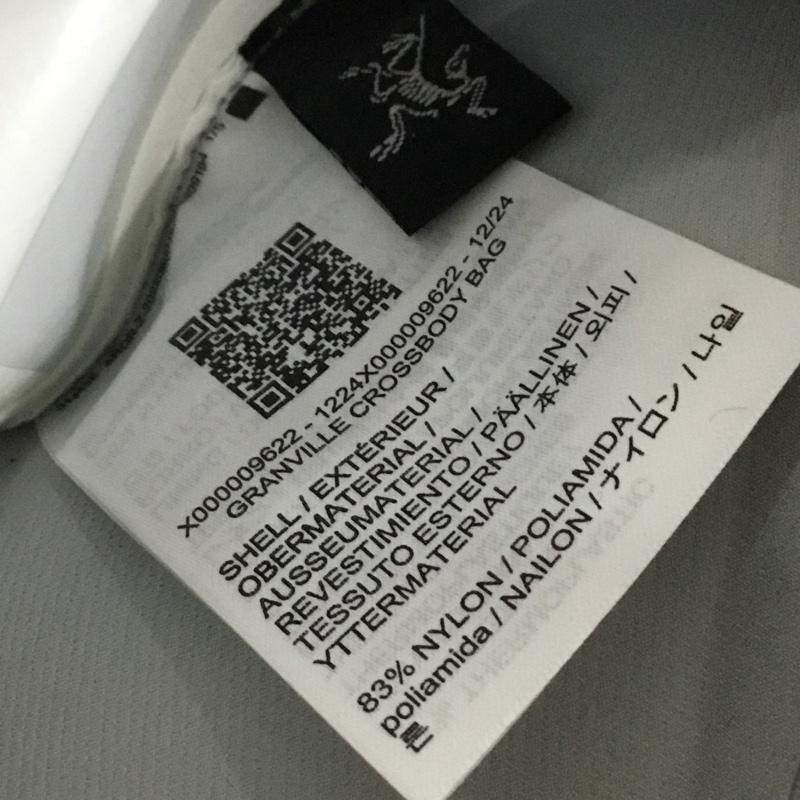 X000009622 - 1224X000009622 - 12/24
GRANVILLE CROSSBODY BAG
SHELL / EXTÉRIEUR /
OBERMATERIAL /
AUSSEUMATERIAL /
REVESTIMIENTO / PÄÄLLINEN /
TESSUTO ESTERNO / 本体 / 외피 /
YTTERMATERIAL
83% NYLON / POLIAMIDA /
poliamida / NAILON / ナイロン / 나일
론